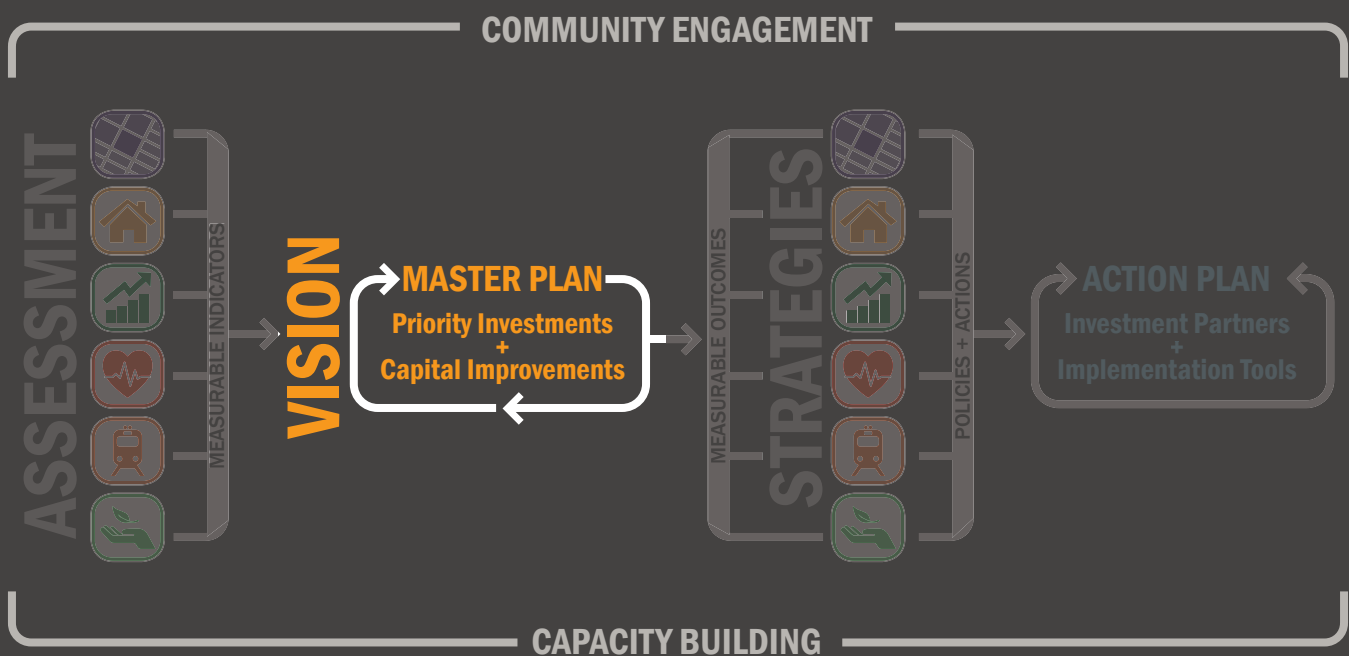 COMMUNITY ENGAGEMENT
ASSESSMENT
MEASURABLE INDICATORS
VISION
MASTER PLAN
Priority Investments
+
Capital Improvements
MEASURABLE OUTCOMES
STRATEGIES
POLICIES + ACTIONS
ACTION PLAN
Investment Partners
+
Implementation Tools
CAPACITY BUILDING